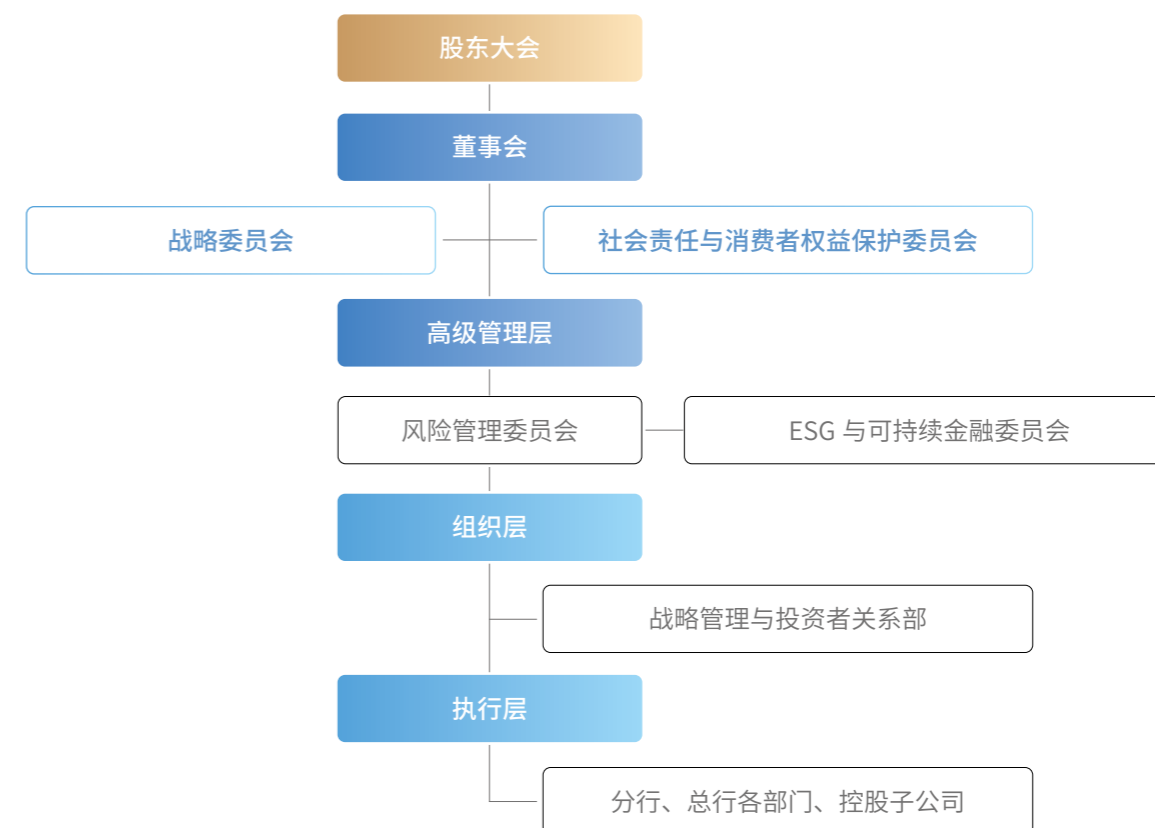 股东大会
董事会
战略委员会
社会责任与消费者权益保护委员会
高级管理层
风险管理委员会
ESG 与可持续金融委员会
组织层
战略管理与投资者关系部
执行层
分行、总行各部门、控股子公司